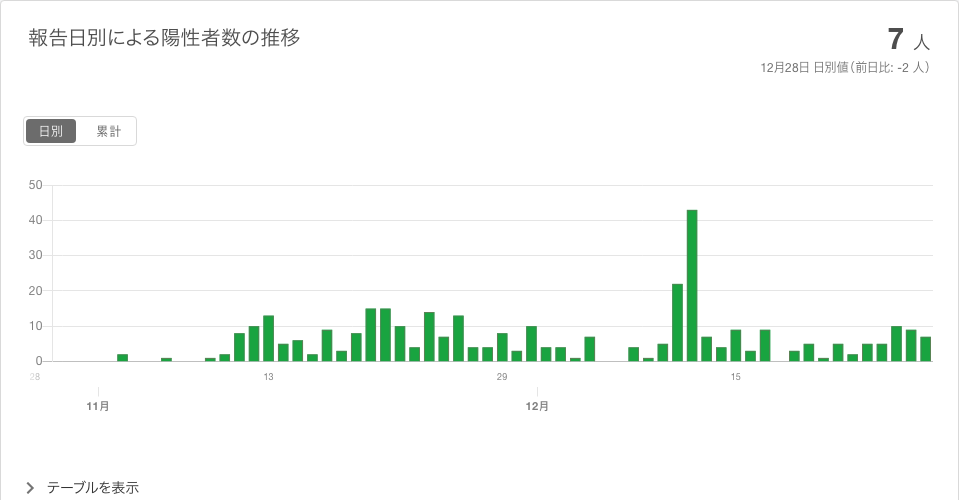 報告日別による陽性者数の推移
7 人
12月28日 日別値（前日比: -2 人）
日別 累計
50
40
30
20
10
0
28 13 29 15
11月 12月
テーブルを表示